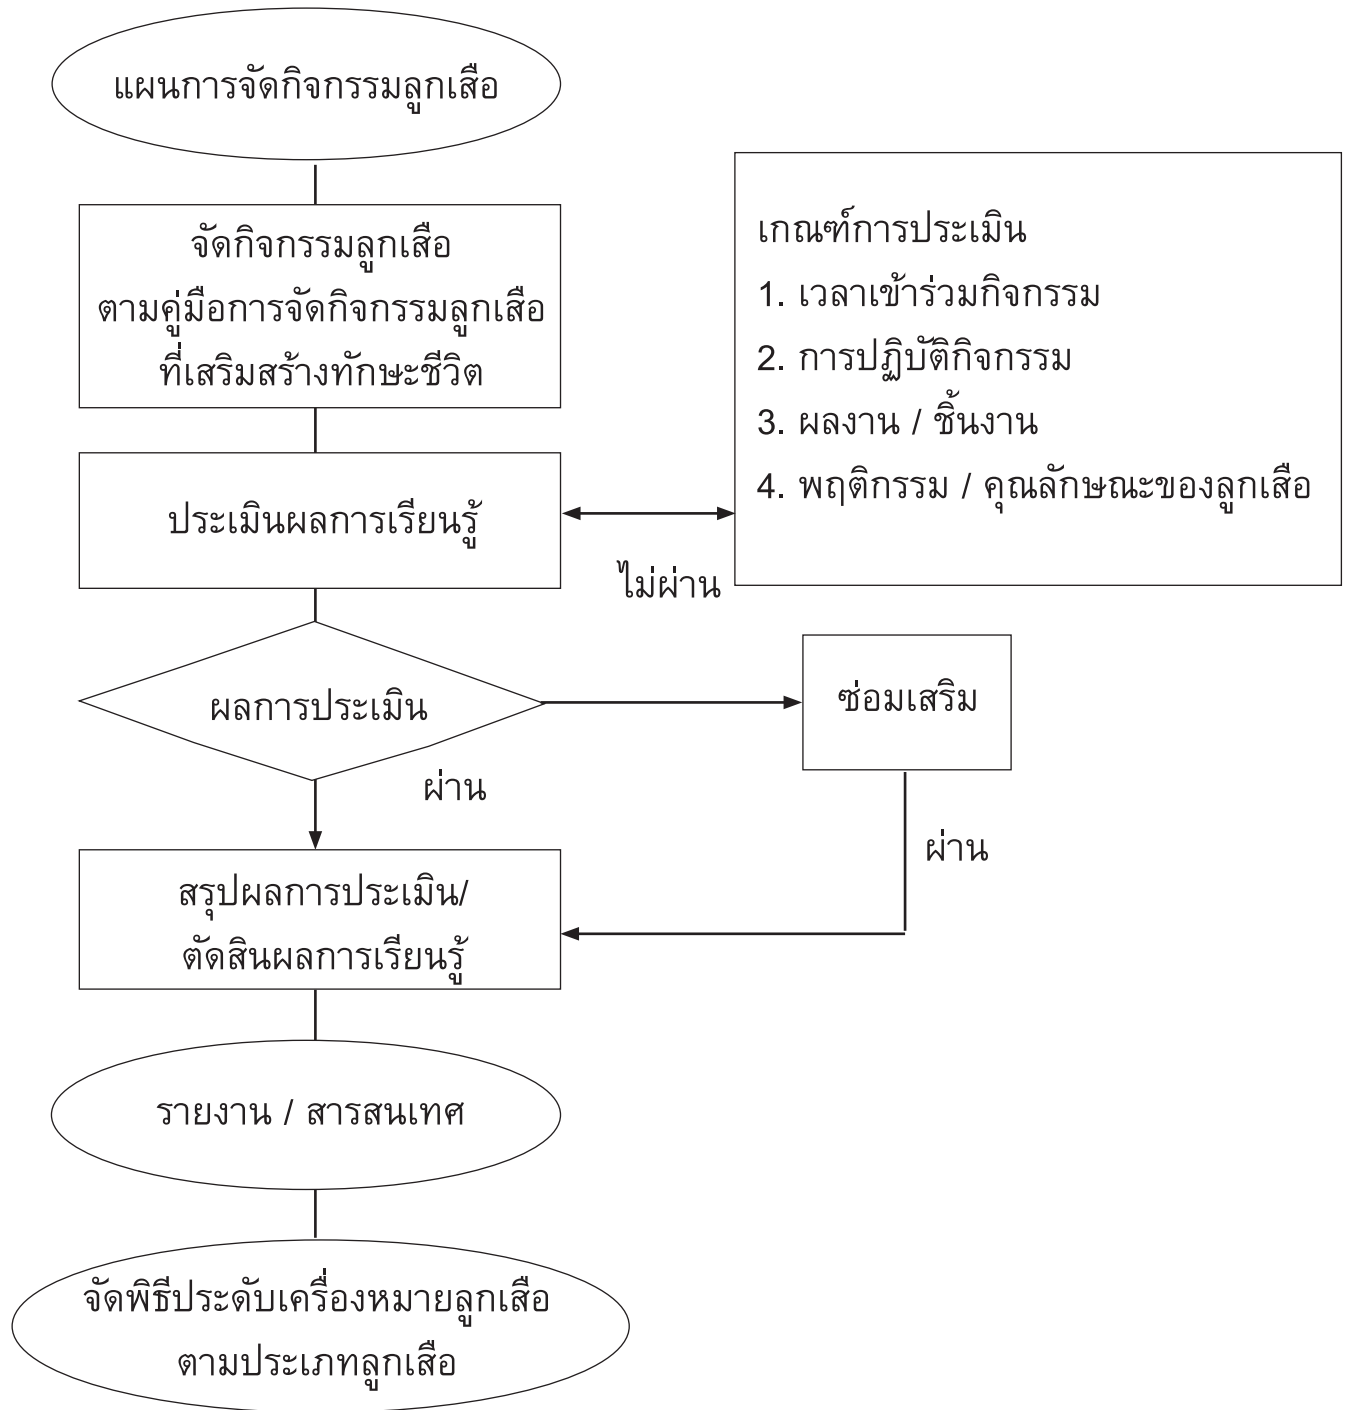 แผนการจัดกิจกรรมลูกเสือ
จัดกิจกรรมลูกเสือ
ตามคู่มือการจัดกิจกรรมลูกเสือ
ที่เสริมสร้างทักษะชีวิต
เกณฑ์การประเมิน
1. เวลาเข้าร่วมกิจกรรม
2. การปฏิบัติกิจกรรม
3. ผลงาน / ชิ้นงาน
4. พฤติกรรม / คุณลักษณะของลูกเสือ
ประเมินผลการเรียนรู้
ไม่ผ่าน
ผลการประเมิน
ซ่อมเสริม
ผ่าน
ผ่าน
สรุปผลการประเมิน/
ตัดสินผลการเรียนรู้
รายงาน / สารสนเทศ
จัดพิธีประดับเครื่องหมายลูกเสือ
ตามประเภทลูกเสือ